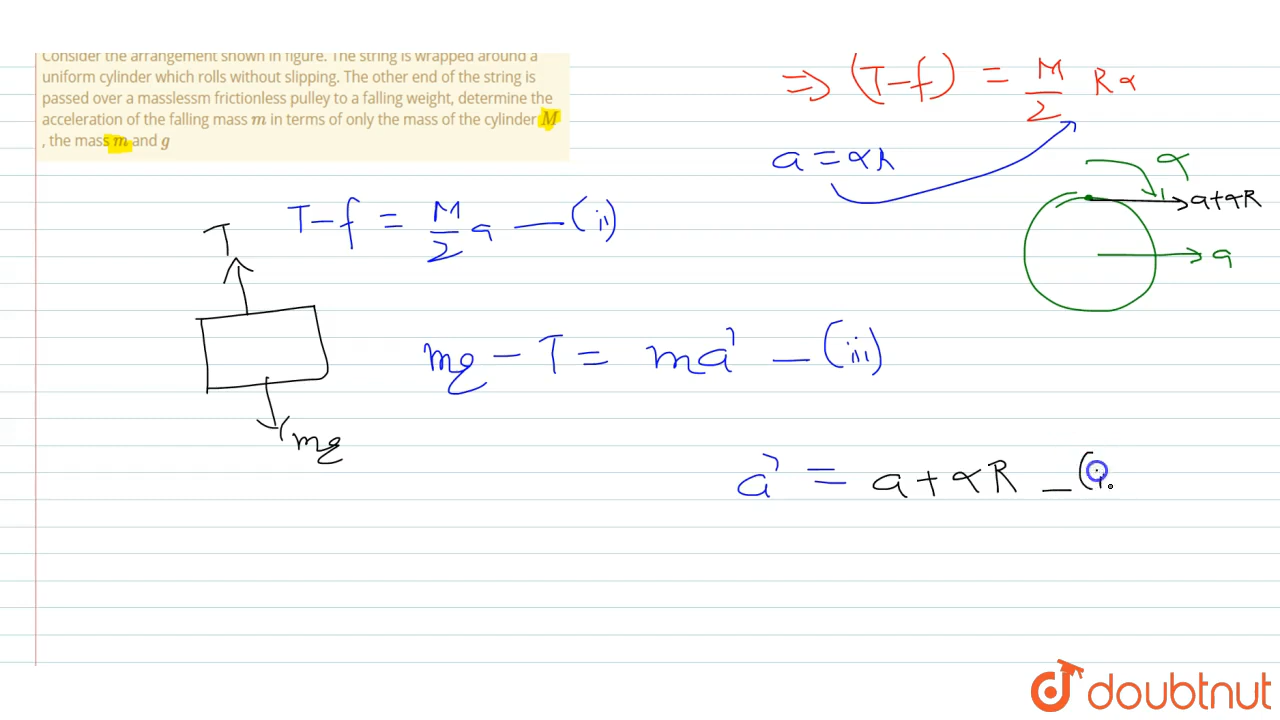 Consider the arrangement shown in figure. The string is wrapped around a
uniform cylinder which rolls without slipping. The other end of the string is
passed over a masslessm frictionless pulley to a falling weight, determine the
acceleration of the falling mass m in terms of only the mass of the cylinder M
, the mass m and g
⇒ (T-f) = M/2 Rα
a = αR
α
a+αR
a
T
T-f = M/2 a — (ii)
mg - T = ma' — (iii)
mg
a' = a + αR — (i
doubtnut